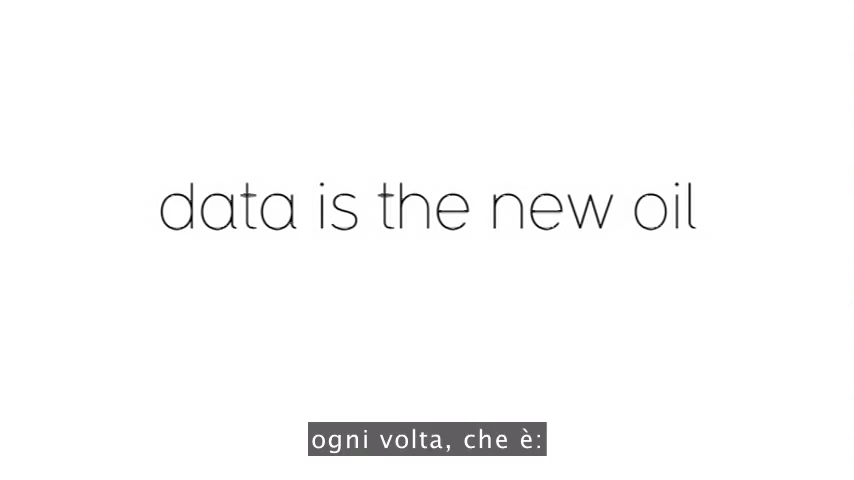 data is the new oil
ogni volta, che è: